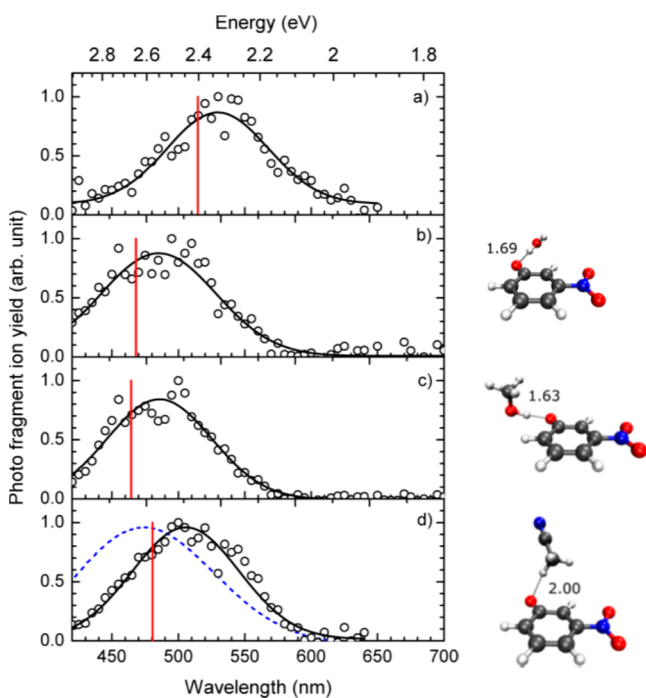 Energy (eV)
2.8 2.6 2.4 2.2 2 1.8
1.0
0.5
0.0
a)
1.0
0.5
0.0
b)
1.69
1.0
0.5
0.0
c)
1.63
1.0
0.5
0.0
d)
2.00
450 500 550 600 650 700
Wavelength (nm)
Photo fragment ion yield (arb. unit)